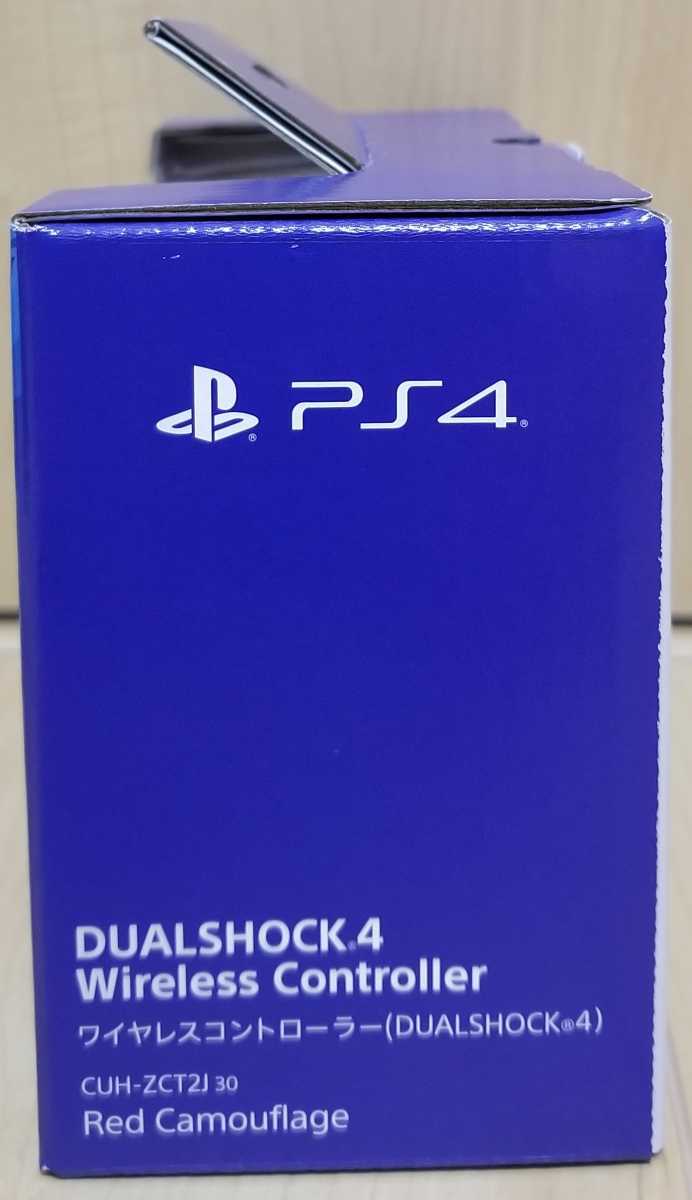 PS4®
DUALSHOCK®4
Wireless Controller
ワイヤレスコントローラー(DUALSHOCK®4)
CUH-ZCT2J 30
Red Camouflage